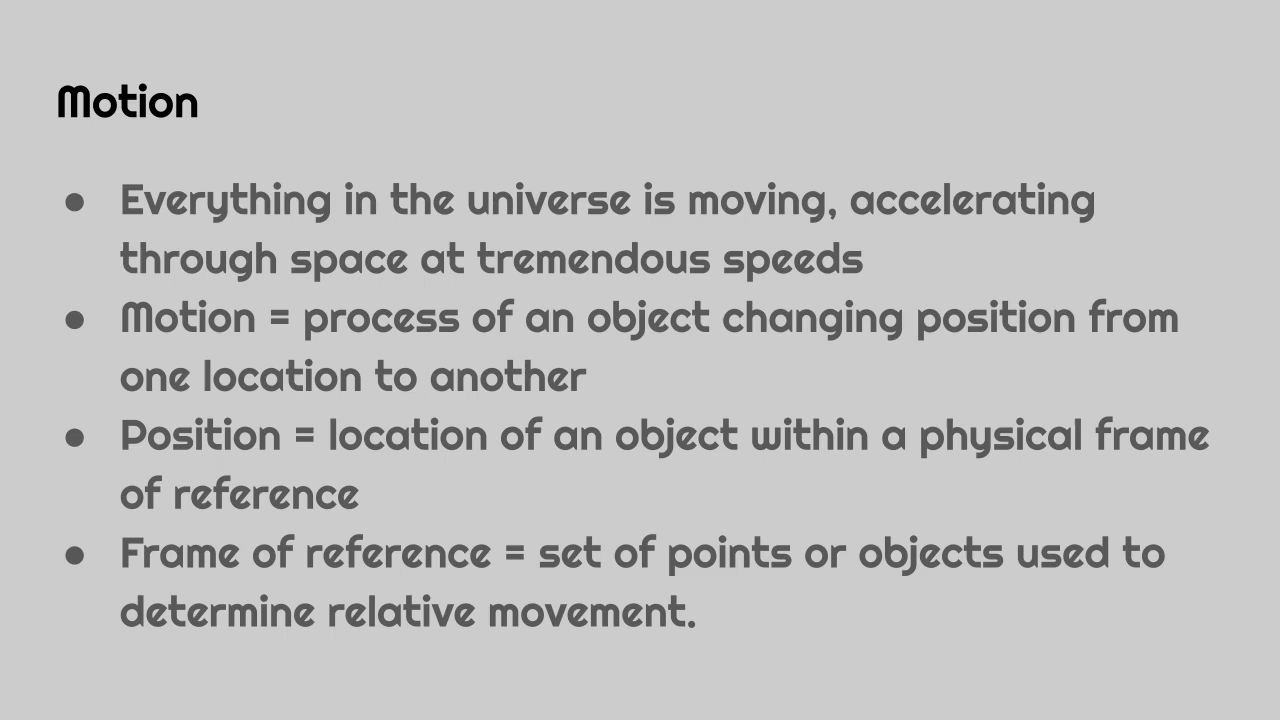 Motion
● Everything in the universe is moving, accelerating
through space at tremendous speeds
● Motion = process of an object changing position from
one location to another
● Position = location of an object within a physical frame
of reference
● Frame of reference = set of points or objects used to
determine relative movement.